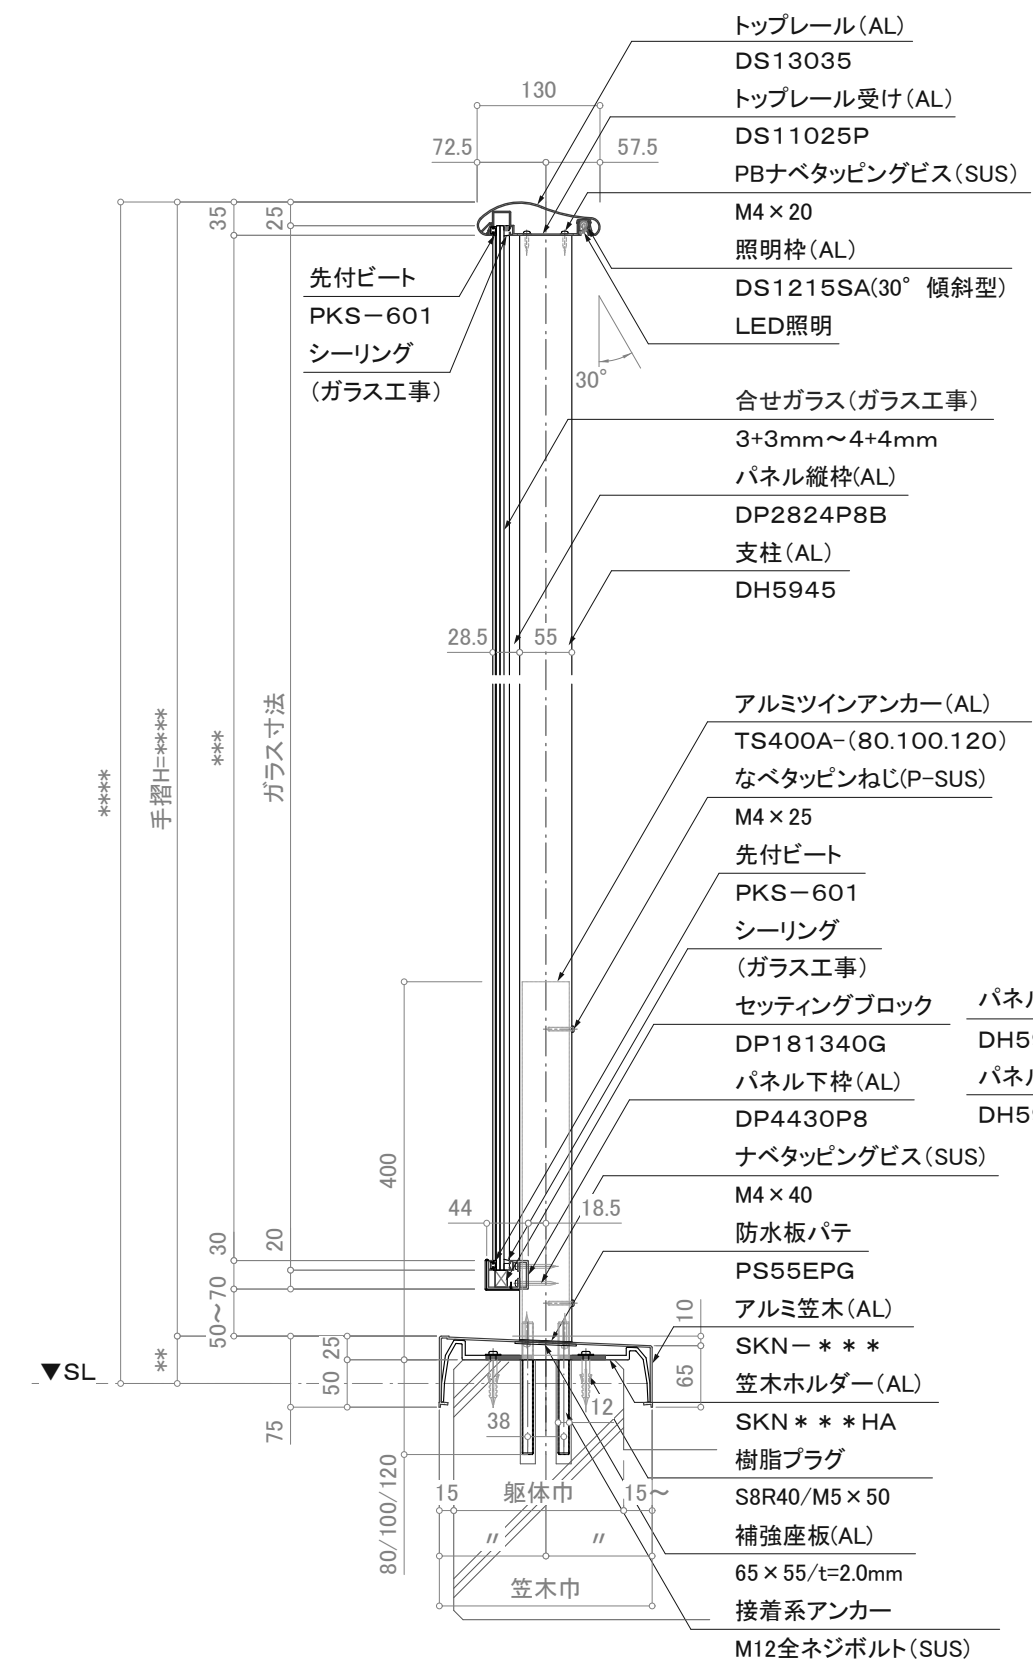 トップレール(AL)
DS13035
トップレール受け(AL)
DS11025P
PBナベタッピングビス(SUS)
M4×20
照明枠(AL)
DS1215SA(30°傾斜型)
LED照明
130
72.5
57.5
35
25
先付ビート
PKS−601
シーリング
(ガラス工事)
30°
合せガラス(ガラス工事)
3+3mm～4+4mm
パネル縦枠(AL)
DP2824P8B
支柱(AL)
DH5945
28.5
55
****
手摺H=****
***
ガラス寸法
アルミツインアンカー(AL)
TS400A-(80.100.120)
なべタッピンねじ(P-SUS)
M4×25
先付ビート
PKS−601
シーリング
(ガラス工事)
セッティングブロック
DP181340G
パネル下枠(AL)
DP4430P8
ナベタッピングビス(SUS)
M4×40
防水板パテ
PS55EPG
アルミ笠木(AL)
SKN−＊＊＊
笠木ホルダー(AL)
SKN＊＊＊HA
樹脂プラグ
S8R40/M5×50
補強座板(AL)
65×55/t=2.0mm
接着系アンカー
M12全ネジボルト(SUS)
パネル
DH5
パネル
DH5
400
44
18.5
30
20
50～70
**
25
50
75
10
65
▼SL
38
12
80/100/120
15
躯体巾
15～
〃
〃
笠木巾